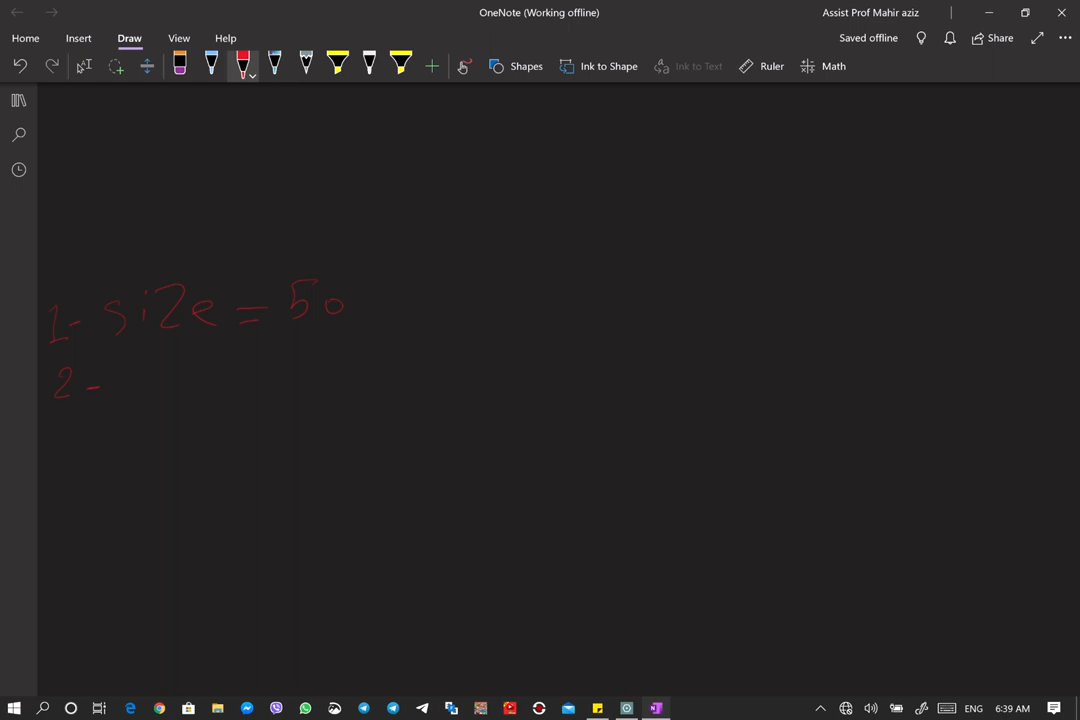 OneNote (Working offline)
Assist Prof Mahir aziz
Home Insert Draw View Help
Saved offline Share
Shapes Ink to Shape Ink to Text Ruler Math
1- size = 50
2 -
ENG 6:39 AM